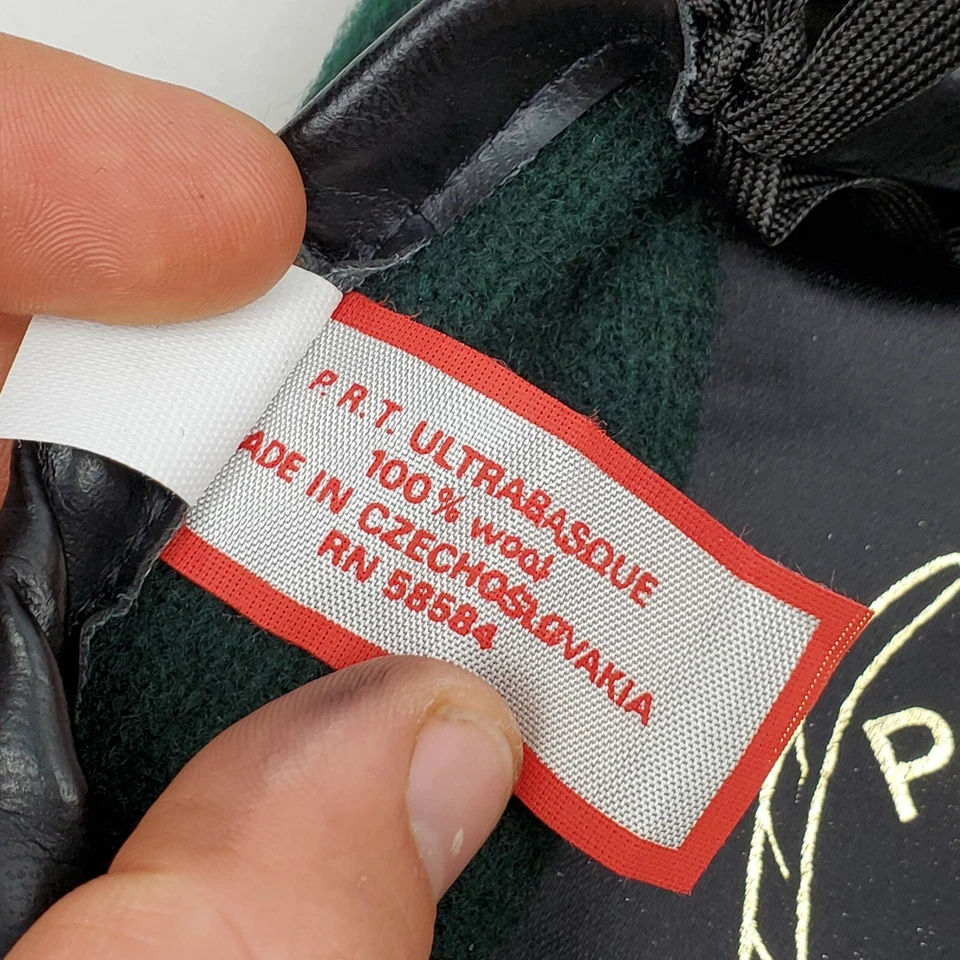 P. R. T. ULTRABASQUE
100% wool
ADE IN CZECHOSLOVAKIA
RN 58584
P